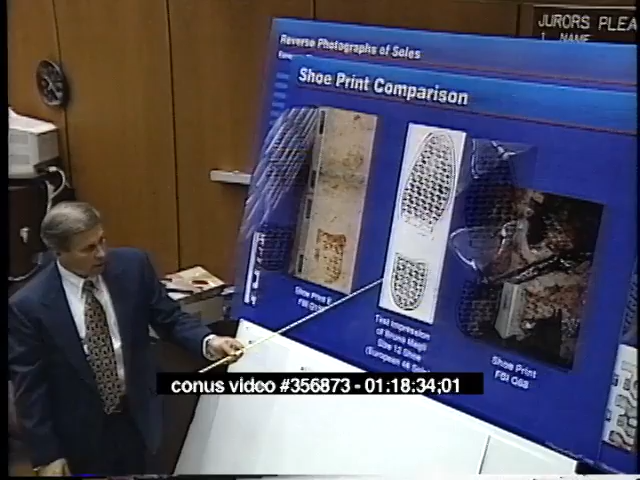 JURORS PLEA
1 NAME
Reverse Photographs of Soles
Shoe Print Comparison
Shoe Print
FBI
Test Impression
of Bruno Magli
Size 12 Shoe
(European 46
Shoe Print
FBI Q68
conus video #356873 - 01:18:34;01